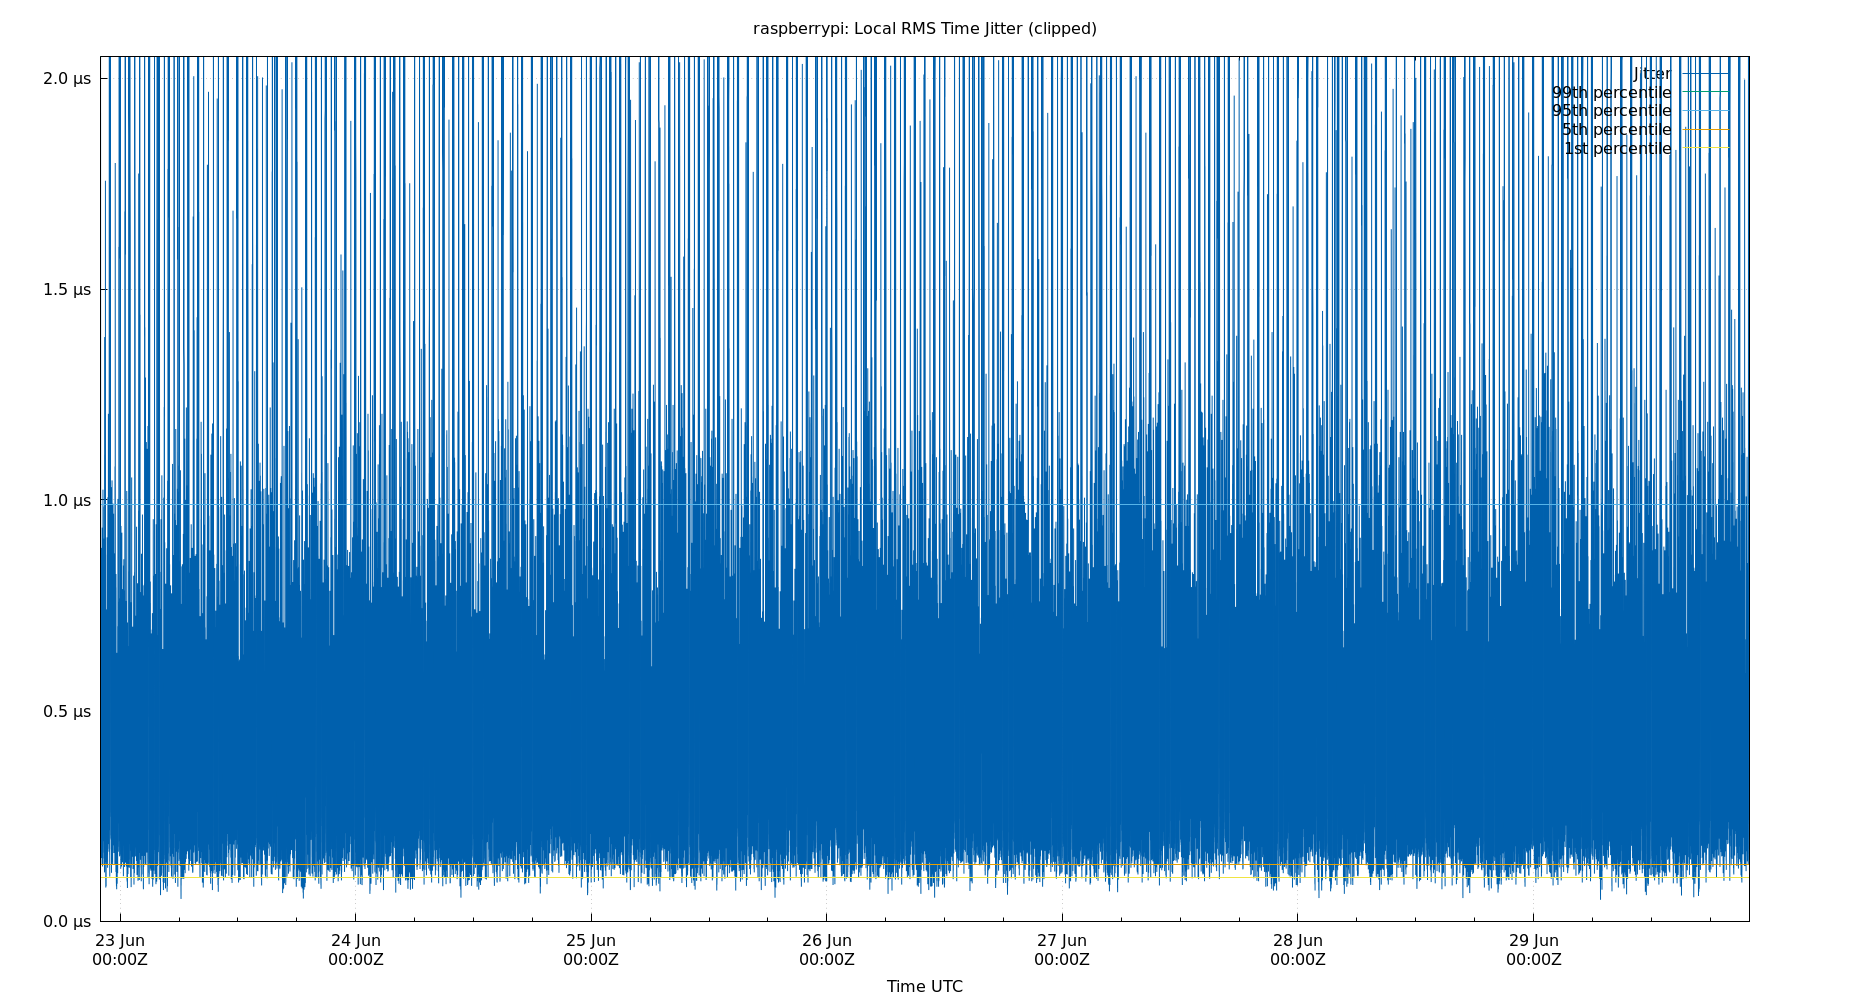 raspberrypi: Local RMS Time Jitter (clipped)
2.0 µs
1.5 µs
1.0 µs
0.5 µs
0.0 µs
Jitter
99th percentile
95th percentile
5th percentile
1st percentile
23 Jun 24 Jun 25 Jun 26 Jun 27 Jun 28 Jun 29 Jun
00:00Z 00:00Z 00:00Z 00:00Z 00:00Z 00:00Z 00:00Z
Time UTC